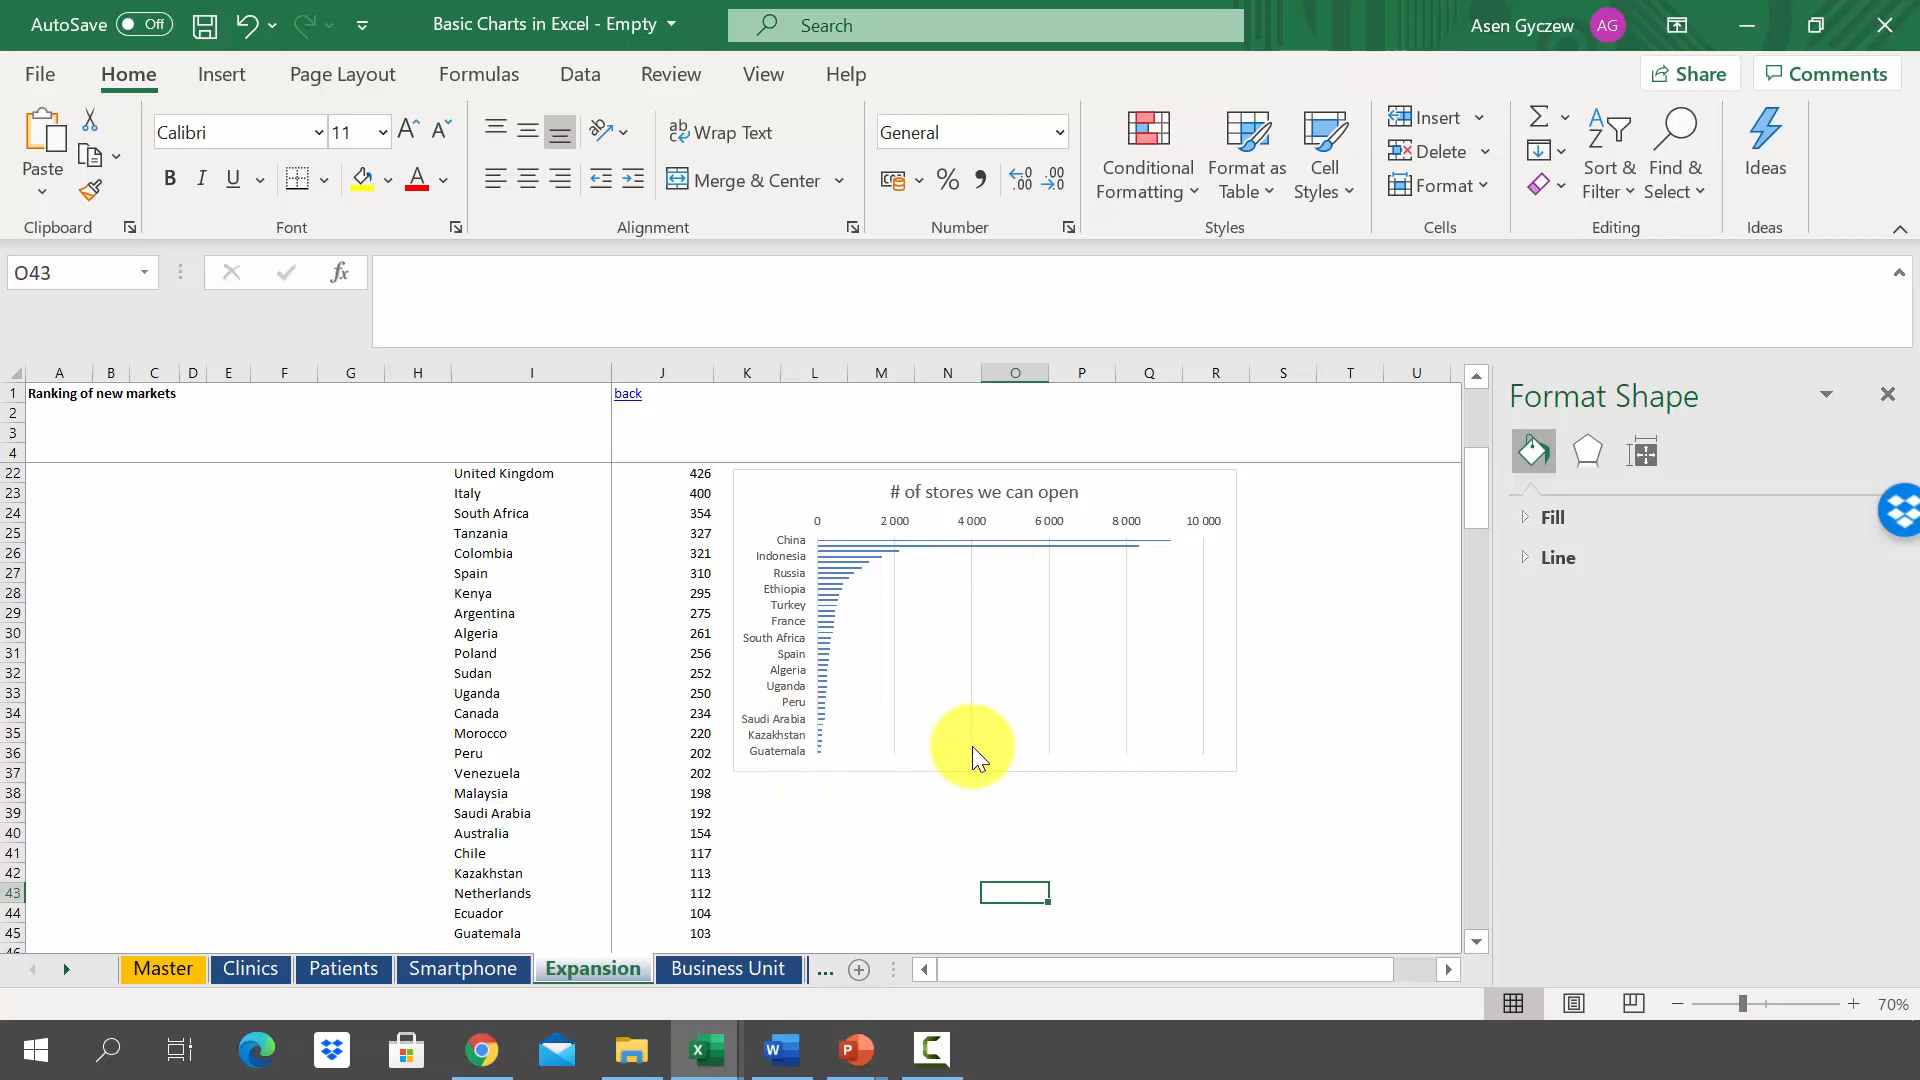 AutoSave Off Basic Charts in Excel - Empty Search Asen Gyczew AG
File Home Insert Page Layout Formulas Data Review View Help Share Comments
Calibri 11 Wrap Text General Insert
Paste Conditional Format as Cell Delete Sort & Find & Ideas
B I U Merge & Center % Formatting Table Styles Format Filter Select
Clipboard Font Alignment Number Styles Cells Editing Ideas
O43 fx
A B C D E F G H I J K L M N O P Q R S T U
Format Shape
Fill
Line
1 Ranking of new markets back
2
3
4
22 United Kingdom 426
23 Italy 400
24 South Africa 354
25 Tanzania 327
26 Colombia 321
27 Spain 310
28 Kenya 295
29 Argentina 275
30 Algeria 261
31 Poland 256
32 Sudan 252
33 Uganda 250
34 Canada 234
35 Morocco 220
36 Peru 202
37 Venezuela 202
38 Malaysia 198
39 Saudi Arabia 192
40 Australia 154
41 Chile 117
42 Kazakhstan 113
43 Netherlands 112
44 Ecuador 104
45 Guatemala 103
# of stores we can open
0 2 000 4 000 6 000 8 000 10 000
China
Indonesia
Russia
Ethiopia
Turkey
France
South Africa
Spain
Algeria
Uganda
Peru
Saudi Arabia
Kazakhstan
Guatemala
Master Clinics Patients Smartphone Expansion Business Unit ...
70%